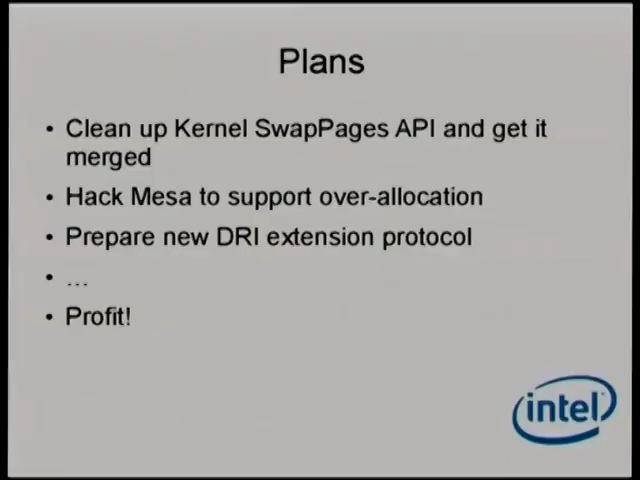 Plans
• Clean up Kernel SwapPages API and get it
merged
• Hack Mesa to support over-allocation
• Prepare new DRI extension protocol
• ...
• Profit!
intel